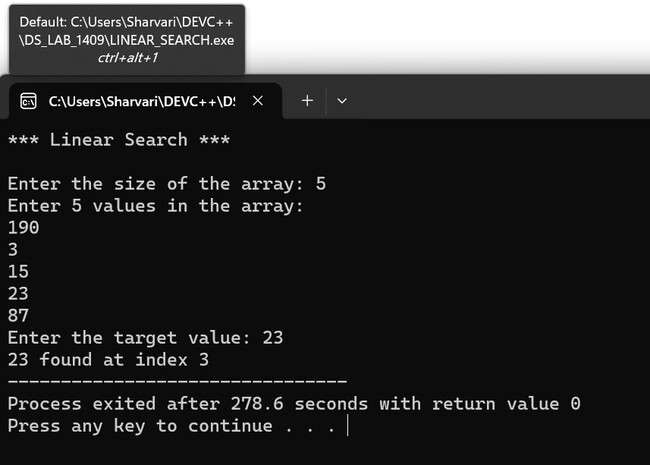 Default: C:\Users\Sharvari\DEVC++
\DS_LAB_1409\LINEAR_SEARCH.exe
ctrl+alt+1
C:\Users\Sharvari\DEVC++\DS
*** Linear Search ***
Enter the size of the array: 5
Enter 5 values in the array:
190
3
15
23
87
Enter the target value: 23
23 found at index 3
--------------------------------
Process exited after 278.6 seconds with return value 0
Press any key to continue . . .